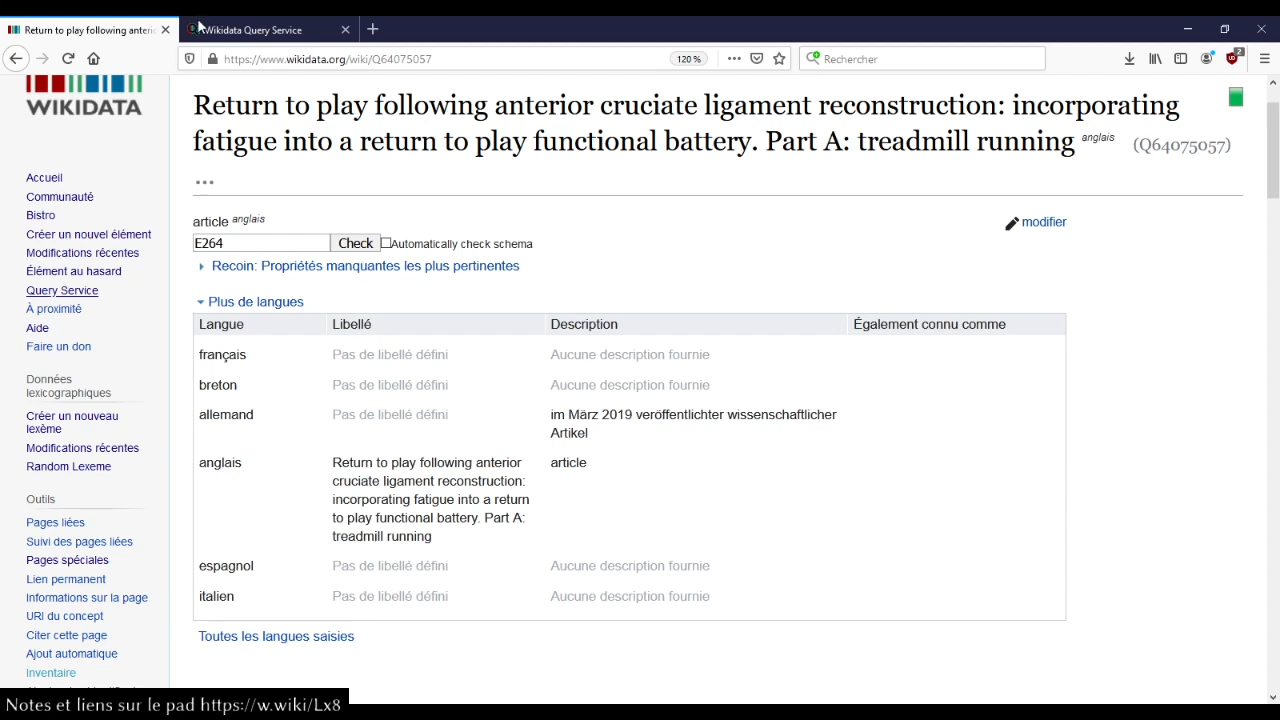 Return to play following anteri
Wikidata Query Service
https://www.wikidata.org/wiki/Q64075057
120 %
Rechercher
2
WIKIDATA
Return to play following anterior cruciate ligament reconstruction: incorporating
fatigue into a return to play functional battery. Part A: treadmill running anglais (Q64075057)
article anglais
modifier
E264 Check Automatically check schema
Recoin: Propriétés manquantes les plus pertinentes
Plus de langues
Langue Libellé Description Également connu comme
français Pas de libellé défini Aucune description fournie
breton Pas de libellé défini Aucune description fournie
allemand Pas de libellé défini im März 2019 veröffentlichter wissenschaftlicher
Artikel
anglais Return to play following anterior article
cruciate ligament reconstruction:
incorporating fatigue into a return
to play functional battery. Part A:
treadmill running
espagnol Pas de libellé défini Aucune description fournie
italien Pas de libellé défini Aucune description fournie
Toutes les langues saisies
Accueil
Communauté
Bistro
Créer un nouvel élément
Modifications récentes
Élément au hasard
Query Service
À proximité
Aide
Faire un don
Données
lexicographiques
Créer un nouveau
lexème
Modifications récentes
Random Lexeme
Outils
Pages liées
Suivi des pages liées
Pages spéciales
Lien permanent
Informations sur la page
URI du concept
Citer cette page
Ajout automatique
Inventaire
Notes et liens sur le pad https://w.wiki/Lx8